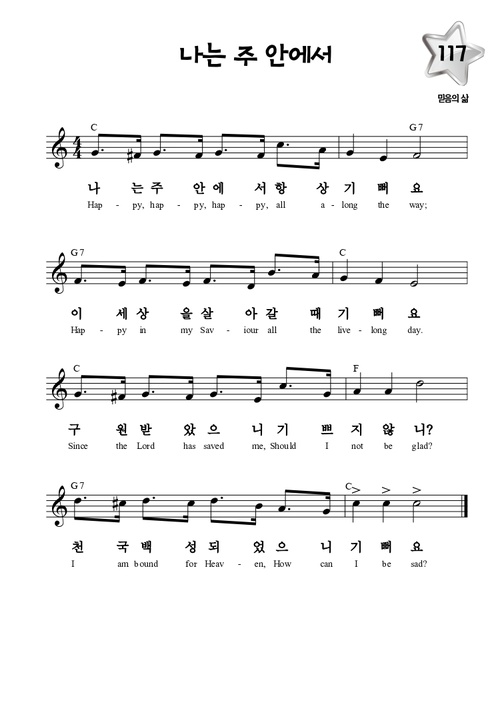 나는 주 안에서
117
믿음의 삶
C G7
나 는 주 안 에 서 항 상 기 뻐 요
Hap - py, hap - py, hap - py, all a - long the way;
G7 C
이 세 상 을 살 아 갈 때 기 뻐 요
Hap - py in my Sav - iour all the live - long day.
C F
구 원 받 았 으 니 기 쁘 지 않 니?
Since the Lord has saved me, Should I not be glad?
G7 C
천 국 백 성 되 었 으 니 기 뻐 요
I am bound for Heav - en, How can I be sad?